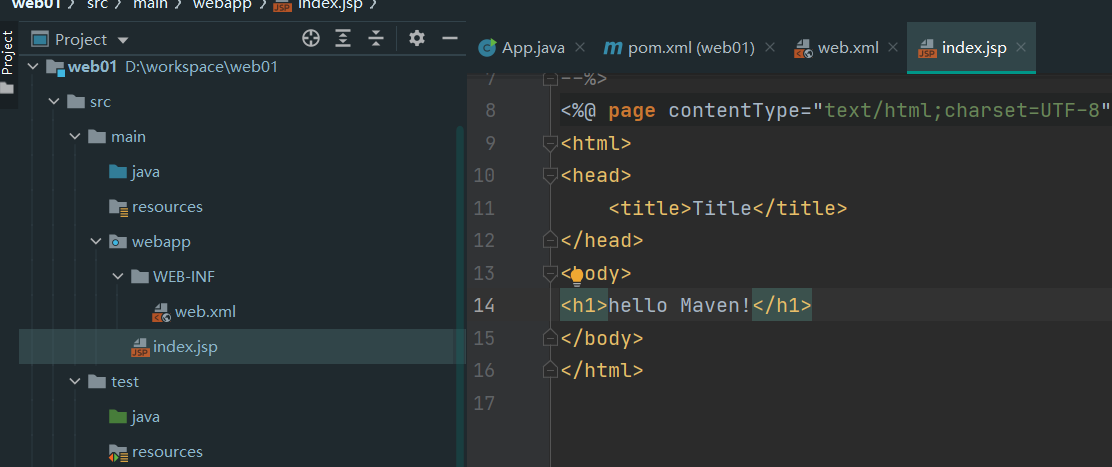 web01 〉 src 〉 main 〉 webapp 〉 index.jsp 〉
Project
Project
web01 D:\workspace\web01
src
main
java
resources
webapp
WEB-INF
web.xml
index.jsp
test
java
resources
App.java × pom.xml (web01) × web.xml × index.jsp ×
7 --%>
8 <%@ page contentType="text/html;charset=UTF-8"
9 <html>
10 <head>
11 <title>Title</title>
12 </head>
13 <body>
14 <h1>hello Maven!</h1>
15 </body>
16 </html>
17